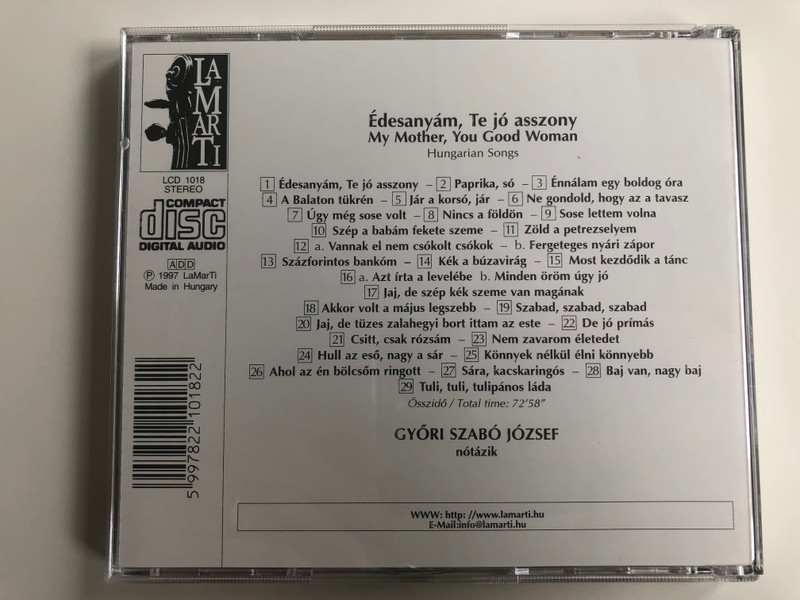 LA
MAR
TI
LCD 1018
STEREO
COMPACT
disc
DIGITAL AUDIO
ADD
Ⓟ 1997 LaMarTi
Made in Hungary
5 997822 101822
Édesanyám, Te jó asszony
My Mother, You Good Woman
Hungarian Songs
1 Édesanyám, Te jó asszony – 2 Paprika, só – 3 Énnálam egy boldog óra
4 A Balaton tükrén – 5 Jár a korsó, jár – 6 Ne gondold, hogy az a tavasz
7 Úgy még sose volt – 8 Nincs a földön – 9 Sose lettem volna
10 Szép a babám fekete szeme – 11 Zöld a petrezselyem
12 a. Vannak el nem csókolt csókok – b. Fergeteges nyári zápor
13 Százforintos bankóm – 14 Kék a búzavirág – 15 Most kezdődik a tánc
16 a. Azt írta a levelébe b. Minden öröm úgy jó
17 Jaj, de szép kék szeme van magának
18 Akkor volt a május legszebb – 19 Szabad, szabad, szabad
20 Jaj, de tüzes zalahegyi bort ittam az este – 22 De jó prímás
21 Csitt, csak rózsám – 23 Nem zavarom életedet
24 Hull az eső, nagy a sár – 25 Könnyek nélkül élni könnyebb
26 Ahol az én bölcsőm ringott – 27 Sára, kacskaringós – 28 Baj van, nagy baj
29 Tuli, tuli, tulipános láda
Összidő / Total time: 72'58"
GYŐRI SZABÓ JÓZSEF
nótázik
WWW: http: //www.lamarti.hu
E-Mail:info@lamarti.hu